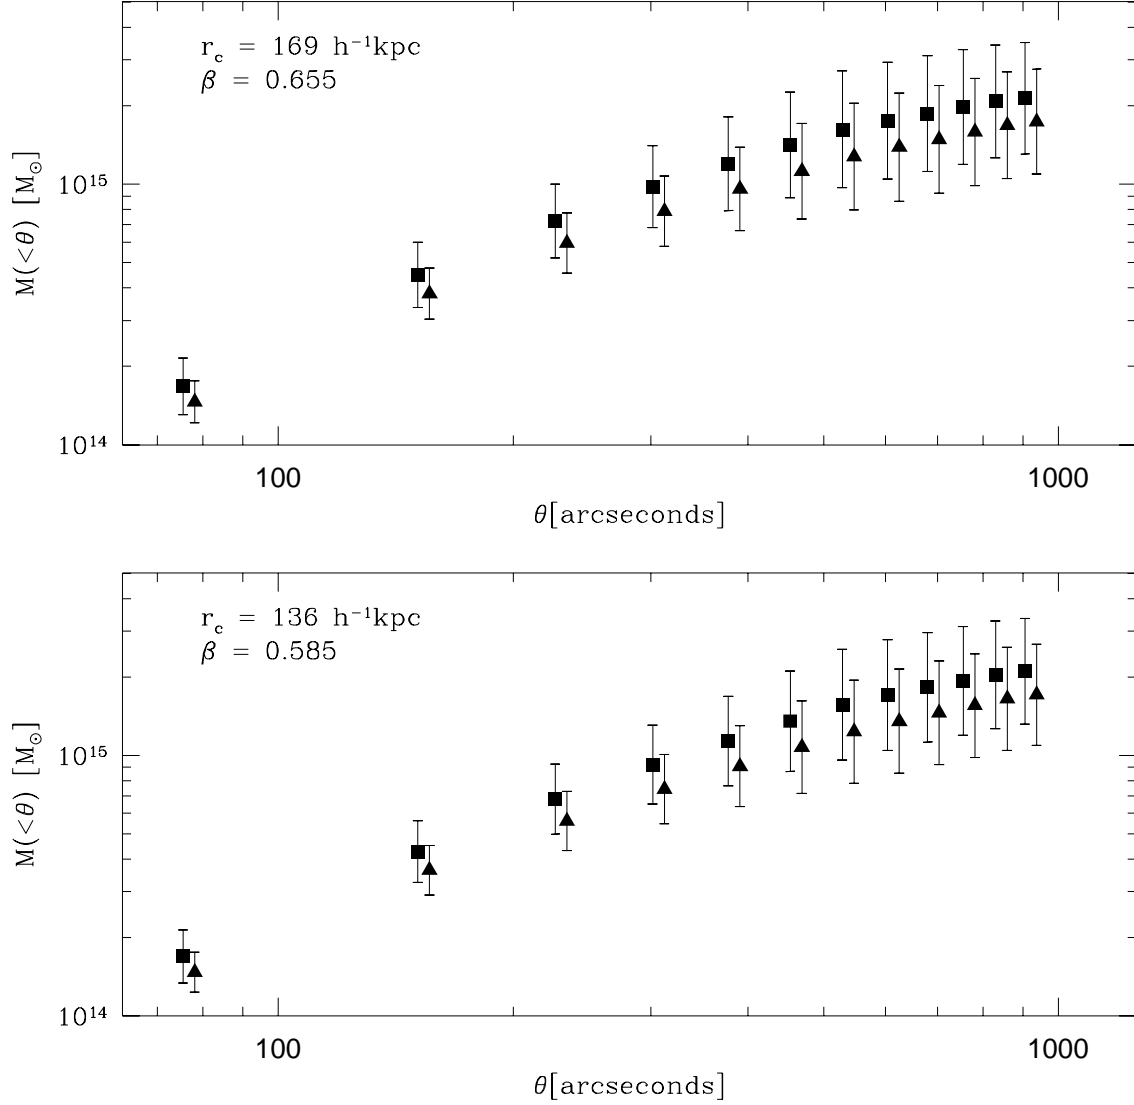 r_c = 169 h⁻¹kpc
β = 0.655
10¹⁵
10¹⁴
M(<θ) [M_⊙]
100 1000
θ[arcseconds]
r_c = 136 h⁻¹kpc
β = 0.585
10¹⁵
10¹⁴
M(<θ) [M_⊙]
100 1000
θ[arcseconds]